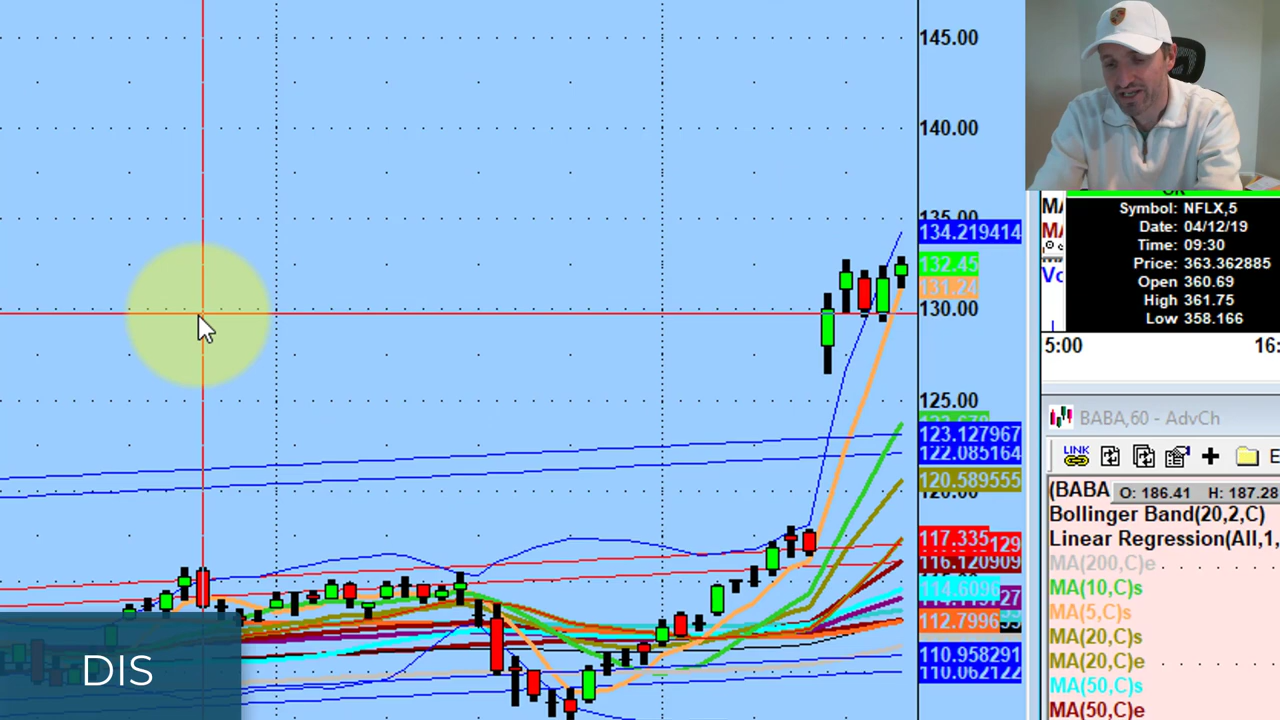 145.00
140.00
135.00
134.219414
132.45
131.24
130.00
125.00
123.127967
122.085164
120.589555
120.00
117.335
116.120909
112.7996
110.958291
110.062122
DIS
Symbol: NFLX,5
Date: 04/12/19
Time: 09:30
Price: 363.362885
Open 360.69
High 361.75
Low 358.166
5:00
BABA,60 - AdvCh
LINK
(BABA O: 186.41 H: 187.28
Bollinger Band(20,2,C)
Linear Regression(All,1,
MA(200,C)e
MA(10,C)s
MA(5,C)s
MA(20,C)s
MA(20,C)e
MA(50,C)s
MA(50,C)e